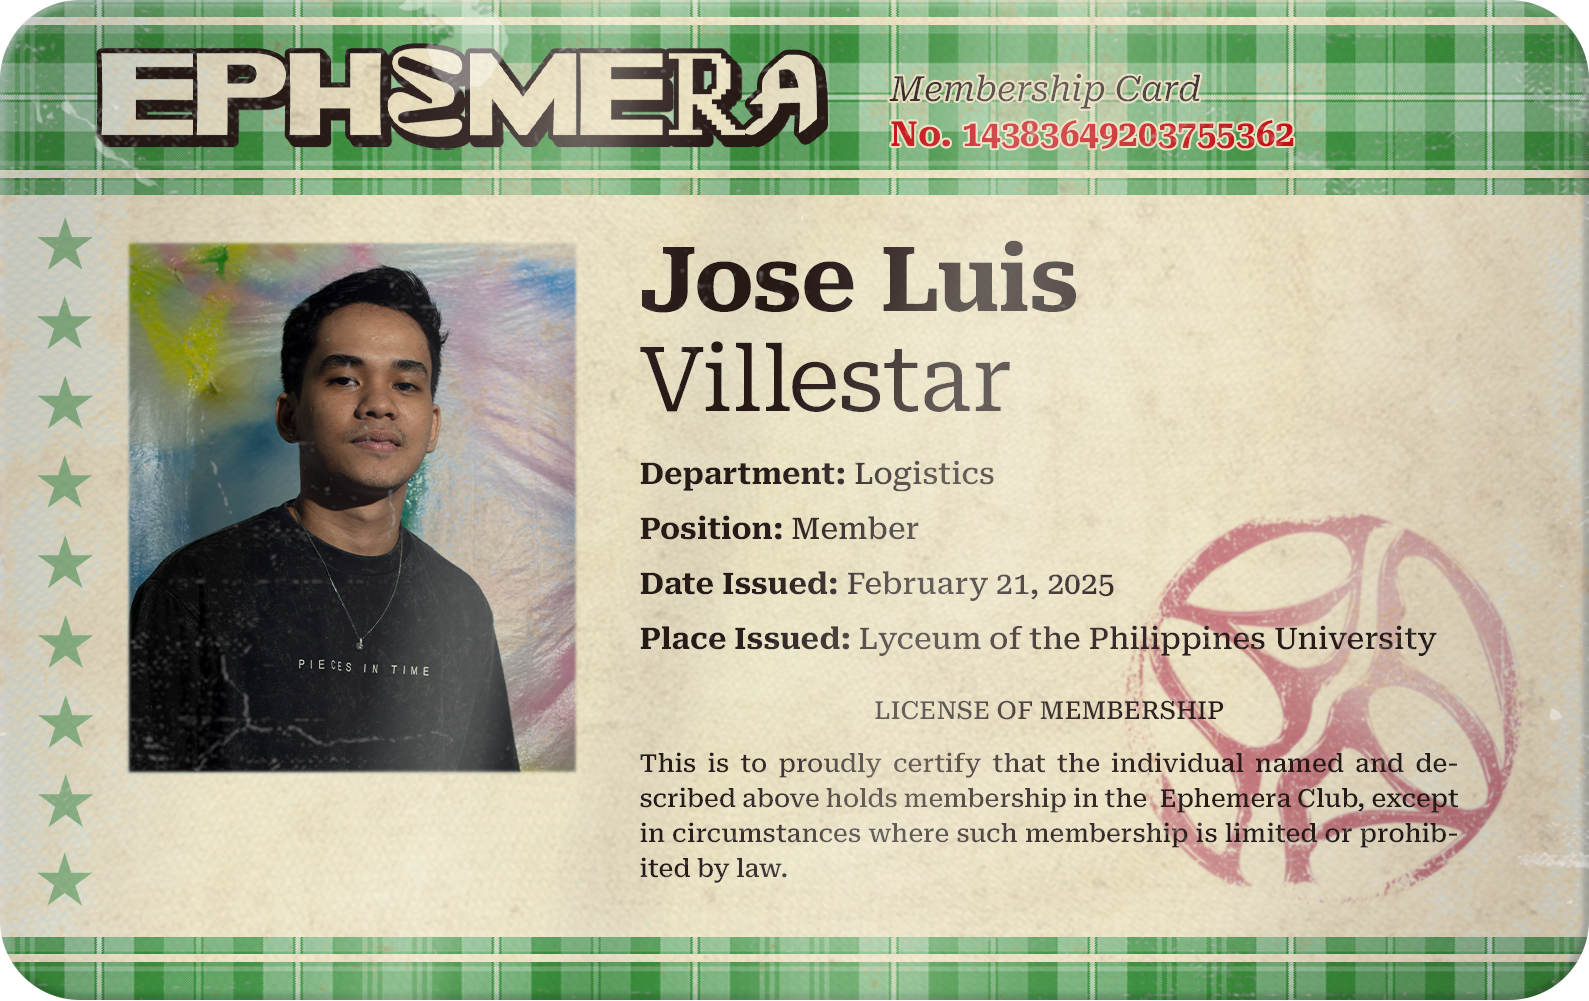 EPHEMERA
Membership Card
No. 14383649203755362
Jose Luis
Villestar
Department: Logistics
Position: Member
Date Issued: February 21, 2025
Place Issued: Lyceum of the Philippines University
PIECES IN TIME
LICENSE OF MEMBERSHIP
This is to proudly certify that the individual named and de-
scribed above holds membership in the Ephemera Club, except
in circumstances where such membership is limited or prohib-
ited by law.